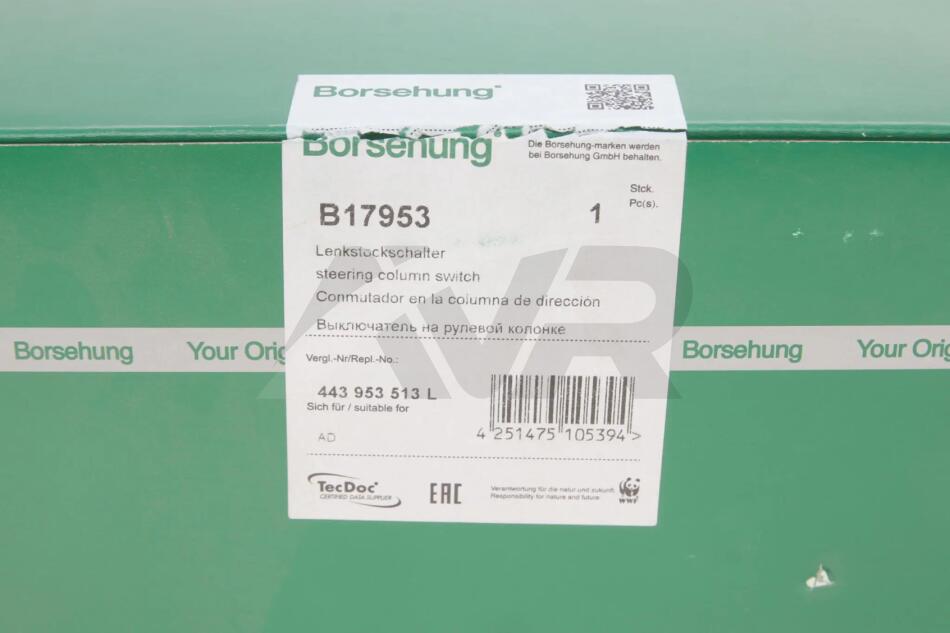 Borsehung®
Borsehung
Die Borsehung-marken werden
bei Borsehung GmbH behalten.
B17953
1
Stck.
Pc(s).
Lenkstockschalter
steering column switch
Conmutador en la columna de dirección
Выключатель на рулевой колонке
Vergl.-Nr/Repl.-No.:
443 953 513 L
Sich für / suitable for
AD
4 251475 105394 >
TecDoc®
CERTIFIED DATA SUPPLIER
EAC
Verantwortung für die natur und zukunft.
Responsibility for nature and future.
WWF
Borsehung
Your Orig
Borsehung
Your Orig
AVR